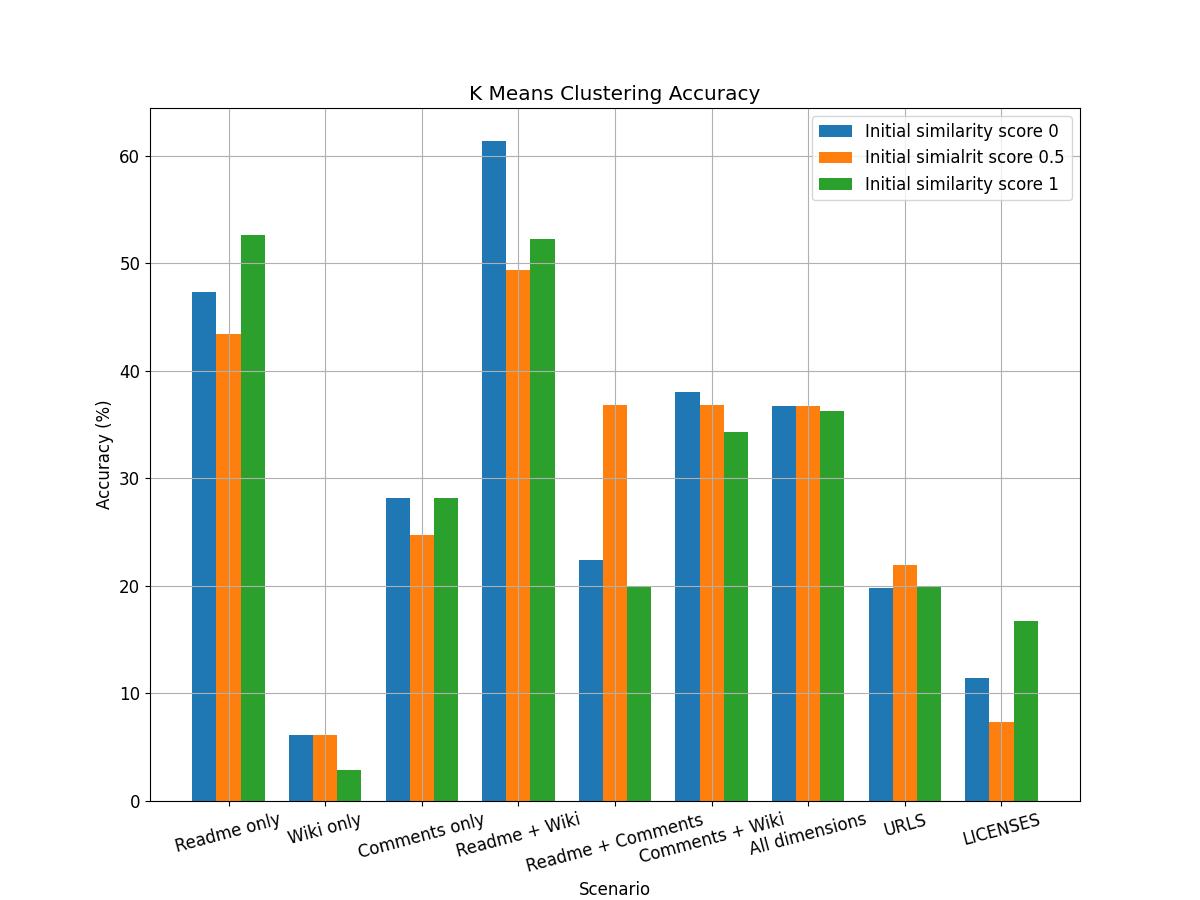 K Means Clustering Accuracy
Initial similarity score 0
Initial simialrit score 0.5
Initial similarity score 1
60
50
40
30
20
10
0
Accuracy (%)
Readme only
Wiki only
Comments only
Readme + Wiki
Readme + Comments
Comments + Wiki
All dimensions
URLS
LICENSES
Scenario